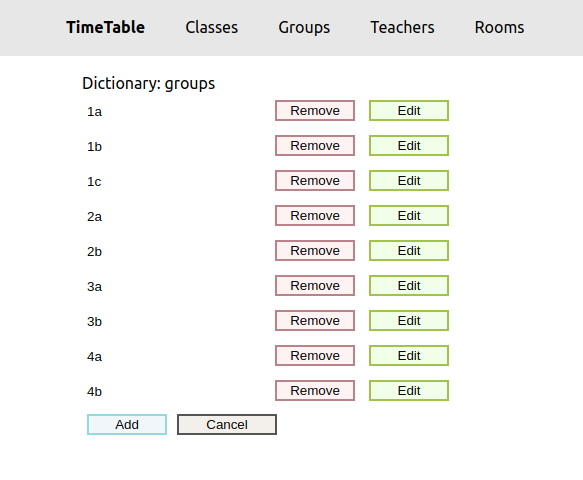 TimeTable Classes Groups Teachers Rooms
Dictionary: groups
1a Remove Edit
1b Remove Edit
1c Remove Edit
2a Remove Edit
2b Remove Edit
3a Remove Edit
3b Remove Edit
4a Remove Edit
4b Remove Edit
Add Cancel